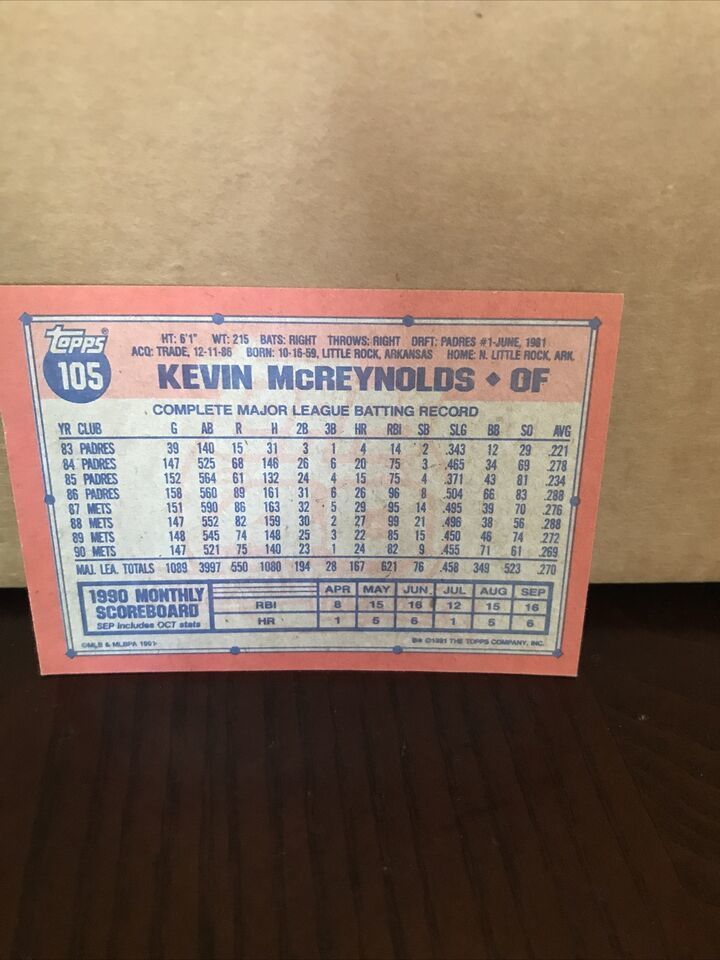 Topps®
105
HT: 6'1" WT: 215 BATS: RIGHT THROWS: RIGHT DRFT: PADRES #1-JUNE, 1981
ACQ: TRADE, 12-11-86 BORN: 10-16-59, LITTLE ROCK, ARKANSAS HOME: N. LITTLE ROCK, ARK.
KEVIN McREYNOLDS ♦ OF
COMPLETE MAJOR LEAGUE BATTING RECORD
YR CLUB G AB R H 2B 3B HR RBI SB SLG BB SO AVG
83 PADRES 39 140 15 31 3 1 4 14 2 .343 12 29 .221
84 PADRES 147 525 68 146 26 6 20 75 3 .465 34 69 .278
85 PADRES 152 564 61 132 24 4 15 75 4 .371 43 81 .234
86 PADRES 158 560 89 161 31 6 26 96 8 .504 66 83 .288
87 METS 151 590 86 163 32 5 29 95 14 .495 39 70 .276
88 METS 147 552 82 159 30 2 27 99 21 .496 38 56 .288
89 METS 148 545 74 148 25 3 22 85 15 .450 46 74 .272
90 METS 147 521 75 140 23 1 24 82 9 .455 71 61 .269
MAJ. LEA. TOTALS 1089 3997 550 1080 194 28 167 621 76 .458 349 523 .270
1990 MONTHLY SCOREBOARD
SEP includes OCT stats
APR MAY JUN JUL AUG SEP
RBI 8 15 16 12 15 16
HR 1 5 6 1 5 6
©MLB & MLBPA 1991
B* ©1991 THE TOPPS COMPANY, INC.